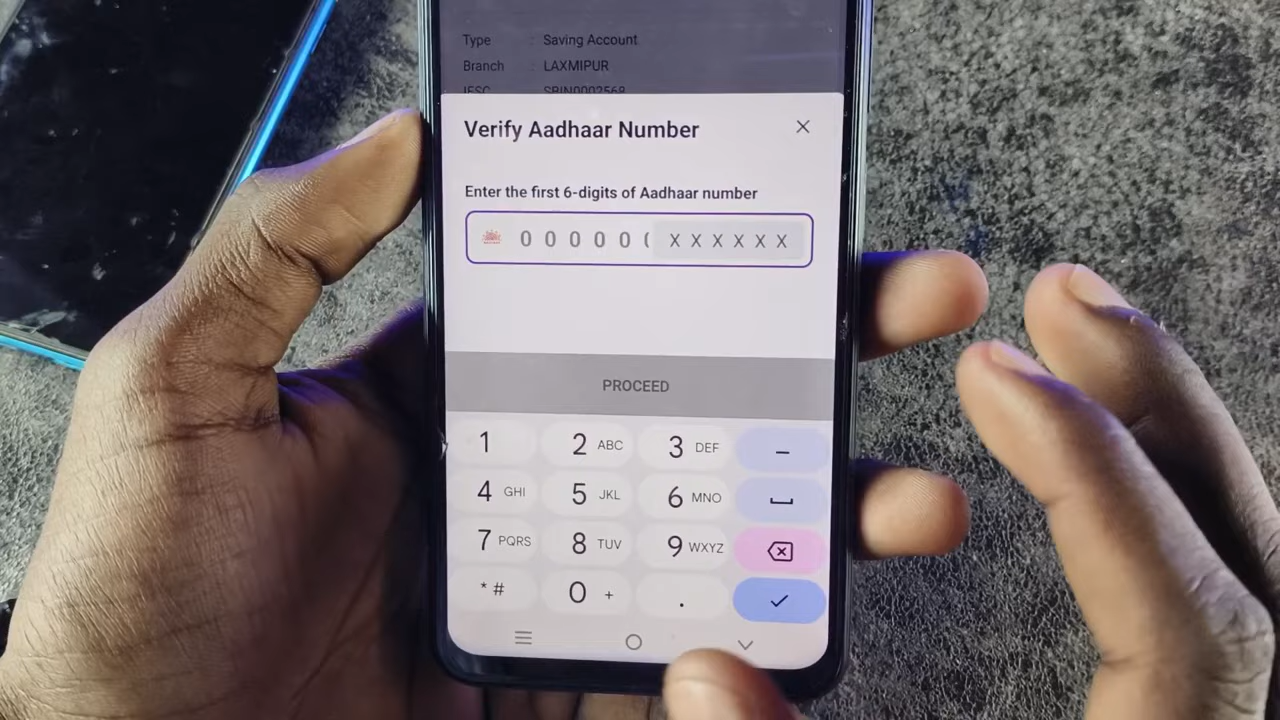 Type : Saving Account
Branch : LAXMIPUR
IFSC SBIN0002568
Verify Aadhaar Number
Enter the first 6-digits of Aadhaar number
0 0 0 0 0 X X X X X X
PROCEED
1 2 ABC 3 DEF –
4 GHI 5 JKL 6 MNO
7 PQRS 8 TUV 9 WXYZ
* # 0 + .